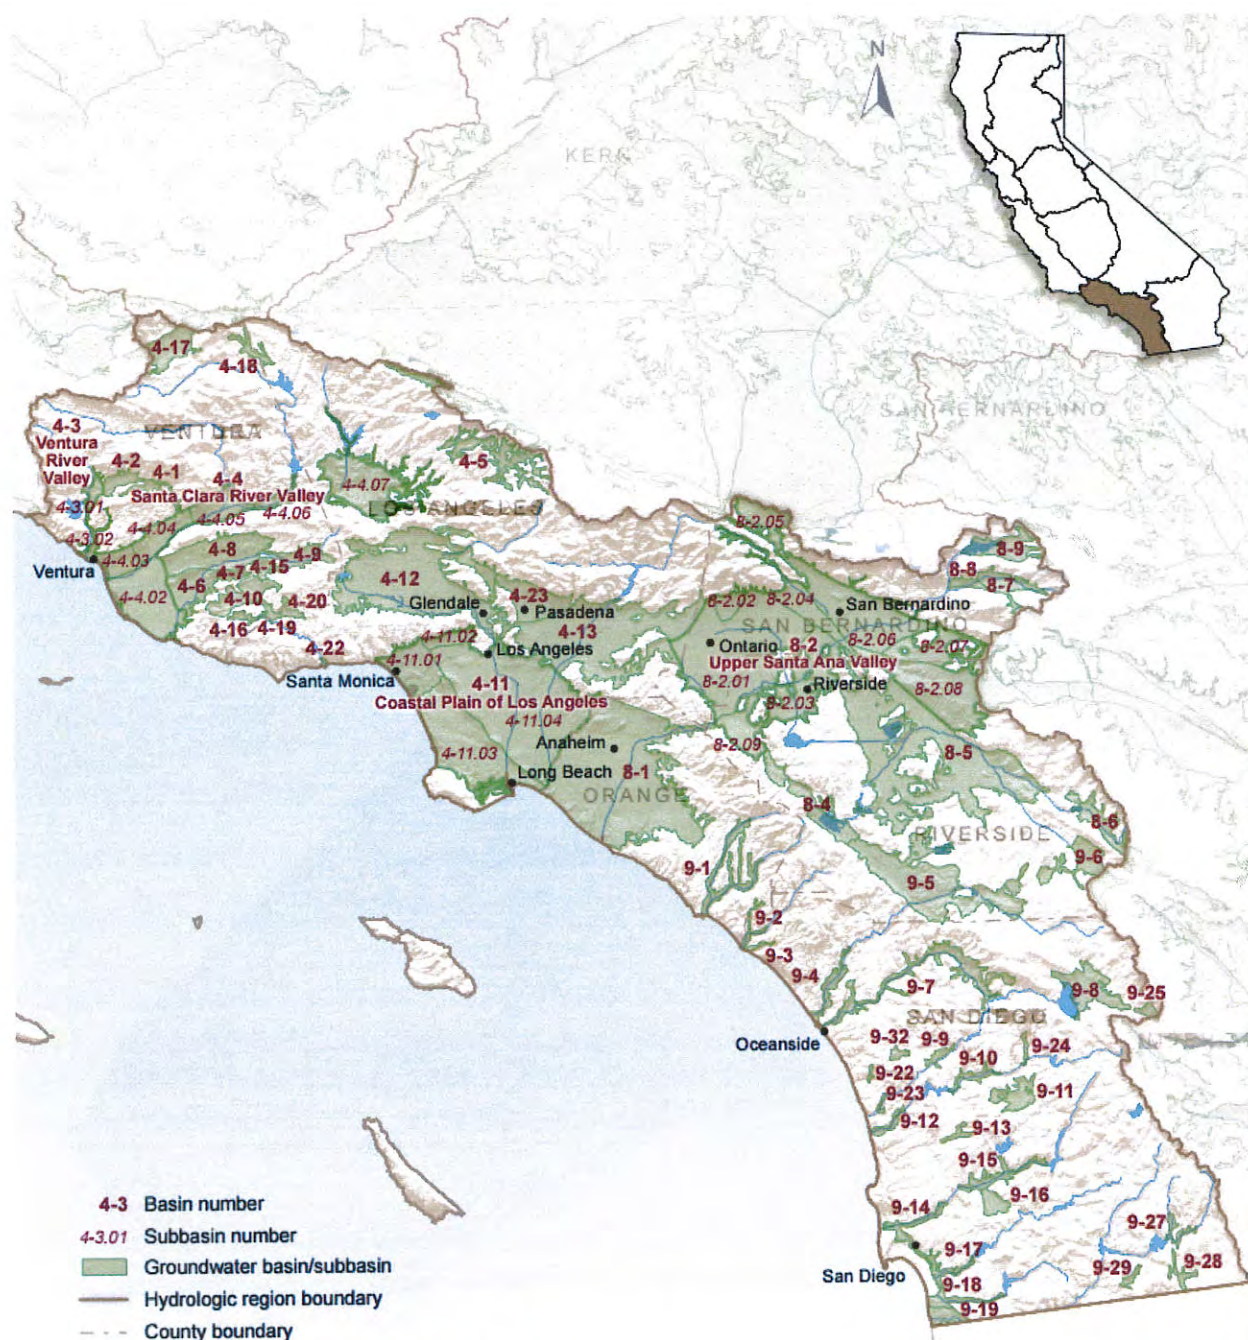 N
KERN
SAN BERNARDINO
4-17
4-18
4-3
Ventura
River
Valley
VENTURA
4-2
4-1
4-4
Santa Clara River Valley
4-5
4-4.07
LOS ANGELES
4-3.01
4-3.02
4-4.04
4-4.05
4-4.06
4-4.03
Ventura
4-4.02
4-8
4-9
4-7
4-15
4-6
4-10
4-20
4-16
4-19
4-22
4-12
Glendale
4-23
Pasadena
4-13
4-11.02
Los Angeles
4-11.01
Santa Monica
4-11
Coastal Plain of Los Angeles
4-11.04
4-11.03
Anaheim
Long Beach
8-1
ORANGE
8-2.05
8-9
8-8
8-7
8-2.02
8-2.04
San Bernardino
SAN BERNARDINO
8-2.06
8-2.07
Ontario
8-2
Upper Santa Ana Valley
8-2.01
Riverside
8-2.03
8-2.08
8-2.09
8-5
8-4
8-6
RIVERSIDE
9-6
9-1
9-5
9-2
9-3
9-4
9-7
9-8
9-25
SAN DIEGO
Oceanside
9-32
9-9
9-24
9-10
9-22
9-23
9-11
9-12
9-13
9-15
9-16
9-14
9-27
9-17
San Diego
9-29
9-28
9-18
9-19
4-3 Basin number
4-3.01 Subbasin number
Groundwater basin/subbasin
Hydrologic region boundary
County boundary